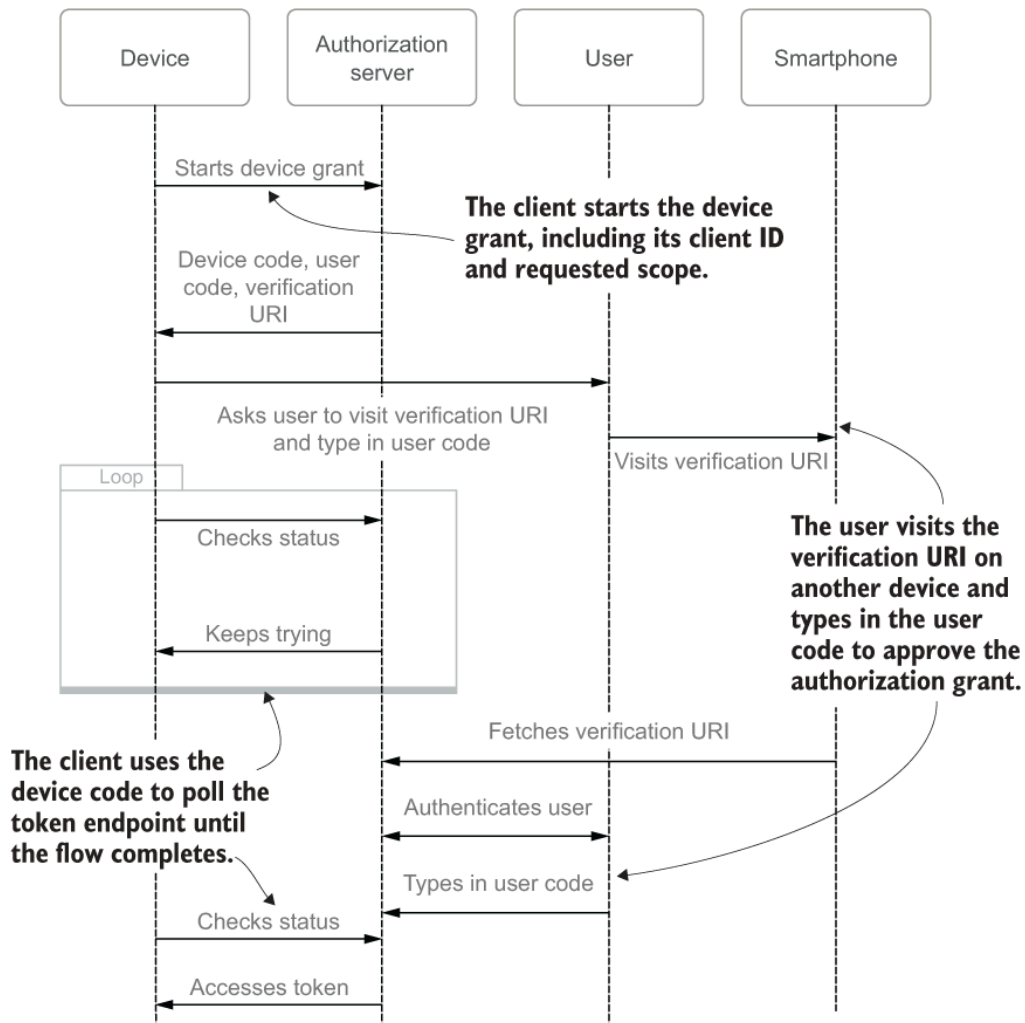 Device
Authorization
server
User
Smartphone
Starts device grant
The client starts the device
grant, including its client ID
and requested scope.
Device code, user
code, verification
URI
Asks user to visit verification URI
and type in user code
Visits verification URI
Loop
Checks status
Keeps trying
The user visits the
verification URI on
another device and
types in the user
code to approve the
authorization grant.
Fetches verification URI
The client uses the
device code to poll the
token endpoint until
the flow completes.
Authenticates user
Types in user code
Checks status
Accesses token